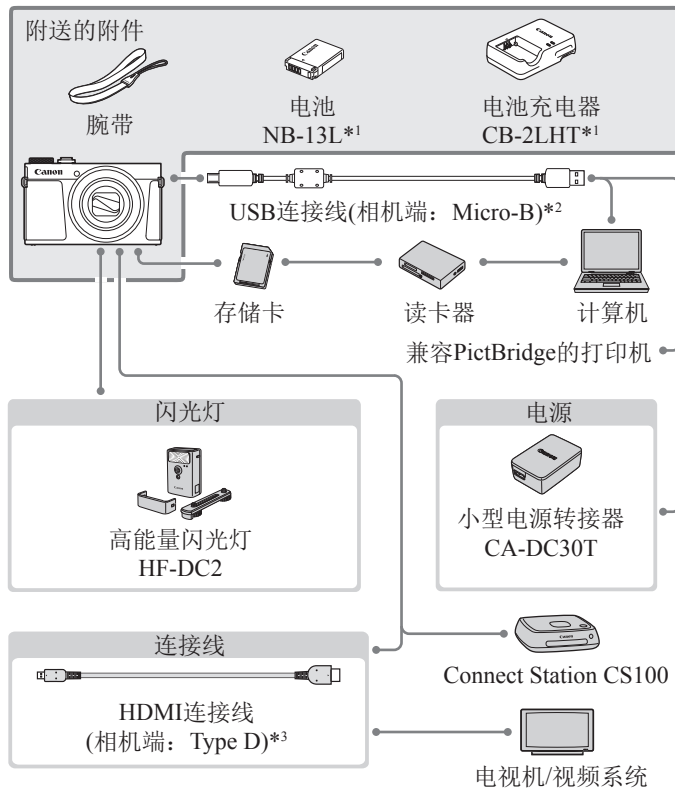 附送的附件
Canon
腕带
电池
NB-13L*1
电池充电器
CB-2LHT*1
Canon
USB连接线(相机端：Micro-B)*2
存储卡
读卡器
计算机
兼容PictBridge的打印机
闪光灯
高能量闪光灯
HF-DC2
电源
小型电源转接器
CA-DC30T
连接线
HDMI连接线
(相机端：Type D)*3
Connect Station CS100
电视机/视频系统